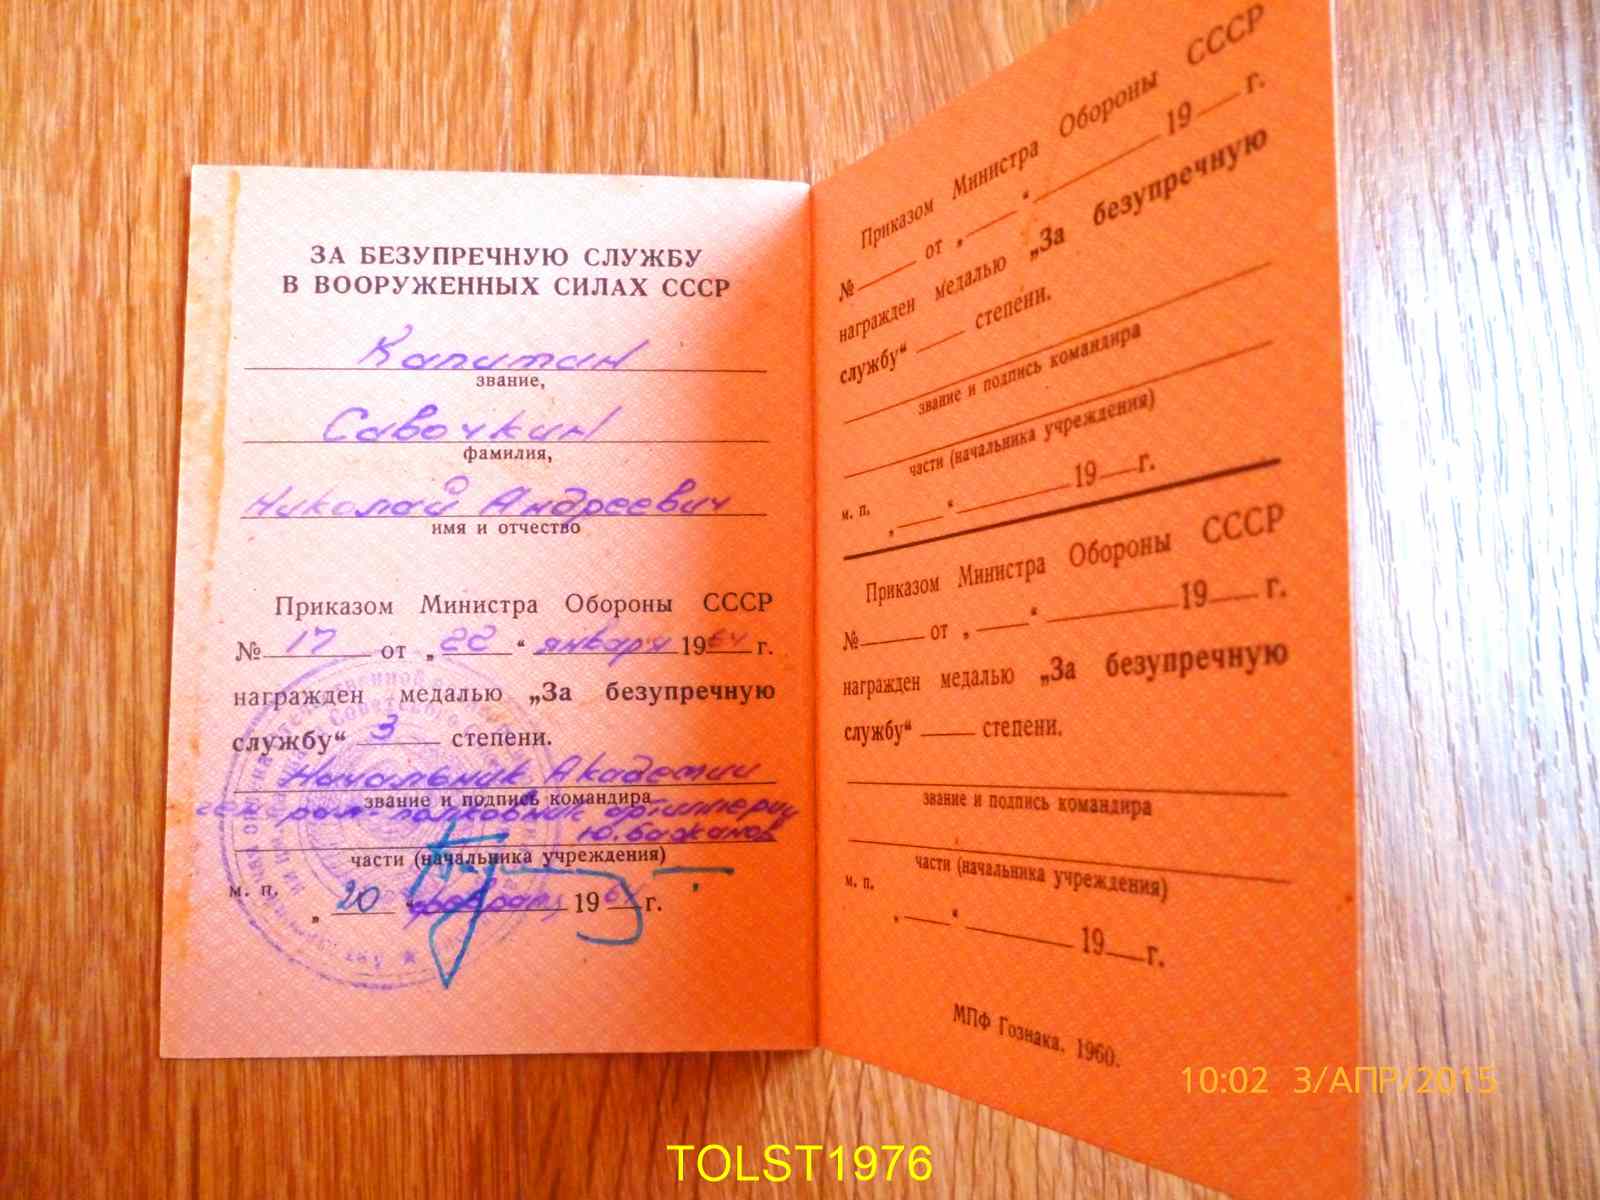 ЗА БЕЗУПРЕЧНУЮ СЛУЖБУ
В ВООРУЖЕННЫХ СИЛАХ СССР
Капитан
звание,
Савочкин
фамилия,
Николай Андреевич
имя и отчество
Приказом Министра Обороны СССР
№ 17 от „22“ января 1964 г.
награжден медалью „За безупречную
службу“ 3 степени.
Начальник Академии
звание и подпись командира
генерал-полковник артиллерии
Ю. Бажанов
части (начальника учреждения)
м. п.
„20“ февраля 1964 г.
Приказом Министра Обороны СССР
№ от „ “ 19 г.
награжден медалью „За безупречную
службу“ степени.
звание и подпись командира
части (начальника учреждения)
м. п.
„ “ 19 г.
Приказом Министра Обороны СССР
№ от „ “ 19 г.
награжден медалью „За безупречную
службу“ степени.
звание и подпись командира
части (начальника учреждения)
м. п.
„ “ 19 г.
МПФ Гознака. 1960.
10:02 3/АПР/2015
TOLST1976